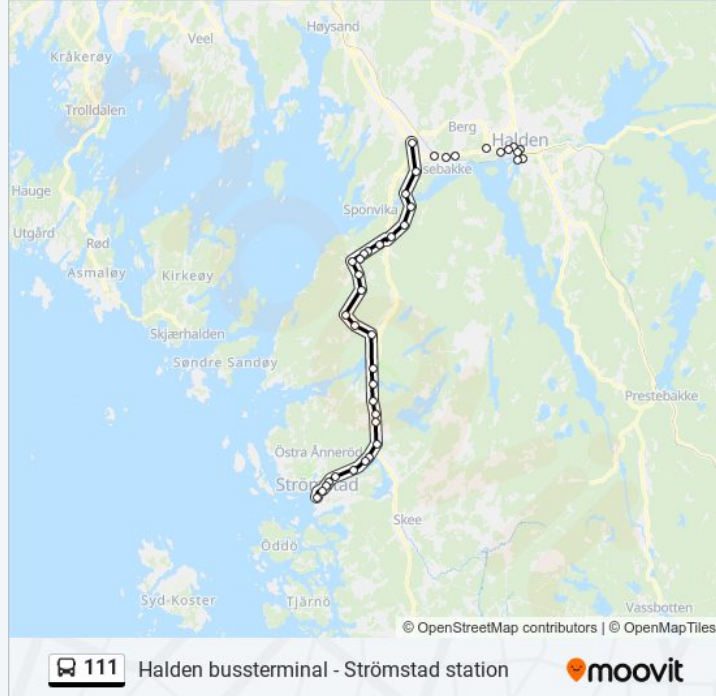 Høysand
Veel
Kråkerøy
Trolldalen
Berg
Halden
sebakke
Hauge
Sponvika
Utgård
Rød
Asmaløy
Kirkeøy
Skjærhalden
Søndre Sandøy
Prestebakke
Östra Ånneröd
Strömstad
Skee
Öddö
Syd-Koster
Tjärnö
Vassbotten
© OpenStreetMap contributors | © OpenMapTiles
111 Halden bussterminal - Strömstad station moovit